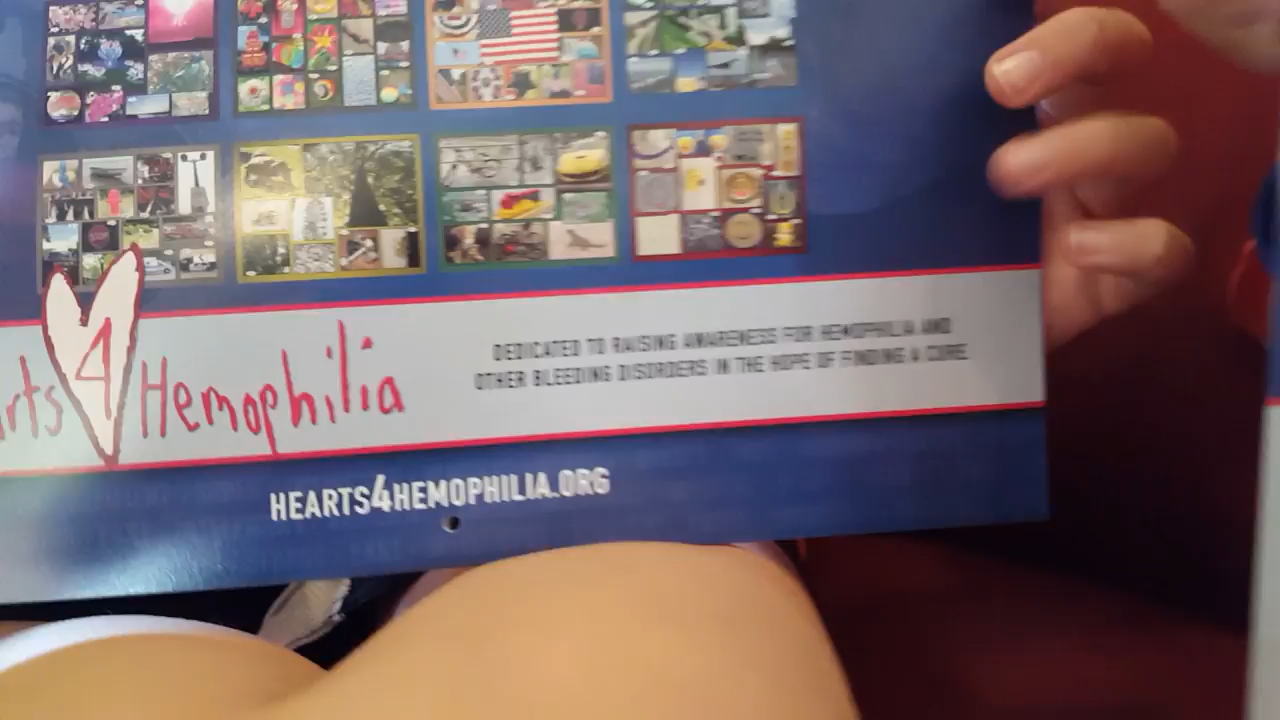 arts 4 Hemophilia
DEDICATED TO RAISING AWARENESS FOR HEMOPHILIA AND
OTHER BLEEDING DISORDERS IN THE HOPE OF FINDING A CURE
HEARTS4HEMOPHILIA.ORG